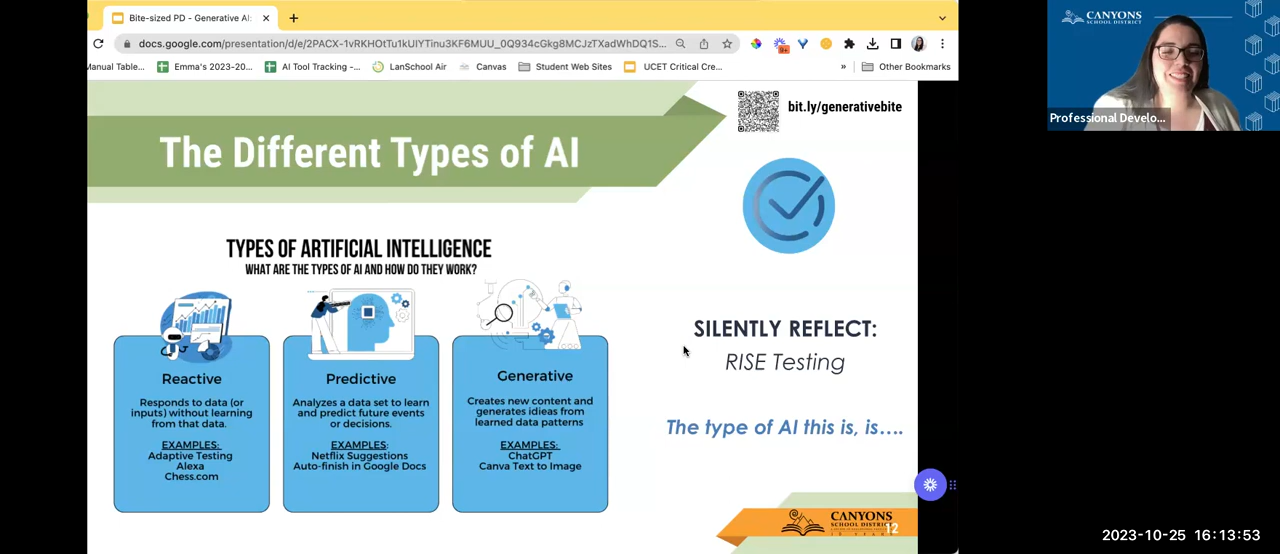 Bite-sized PD - Generative AI:
docs.google.com/presentation/d/e/2PACX-1vRKHOtTu1kUIYTinu3KF6MUU_0Q934cGkg8MCJzTXadWhDQ1S...
9+
Manual Table...
Emma's 2023-20...
AI Tool Tracking -...
LanSchool Air
Canvas
Student Web Sites
UCET Critical Cre...
»
Other Bookmarks
CANYONS
SCHOOL DISTRICT
Professional Develo...
bit.ly/generativebite
The Different Types of AI
TYPES OF ARTIFICIAL INTELLIGENCE
WHAT ARE THE TYPES OF AI AND HOW DO THEY WORK?
Reactive
Responds to data (or
inputs) without learning
from that data.
EXAMPLES:
Adaptive Testing
Alexa
Chess.com
Predictive
Analyzes a data set to learn
and predict future events
or decisions.
EXAMPLES:
Netflix Suggestions
Auto-finish in Google Docs
Generative
Creates new content and
generates idieas from
learned data patterns
EXAMPLES:
ChatGPT
Canva Text to Image
SILENTLY REFLECT:
RISE Testing
The type of AI this is, is....
CANYONS
SCHOOL DISTRICT
12
2023-10-25 16:13:53